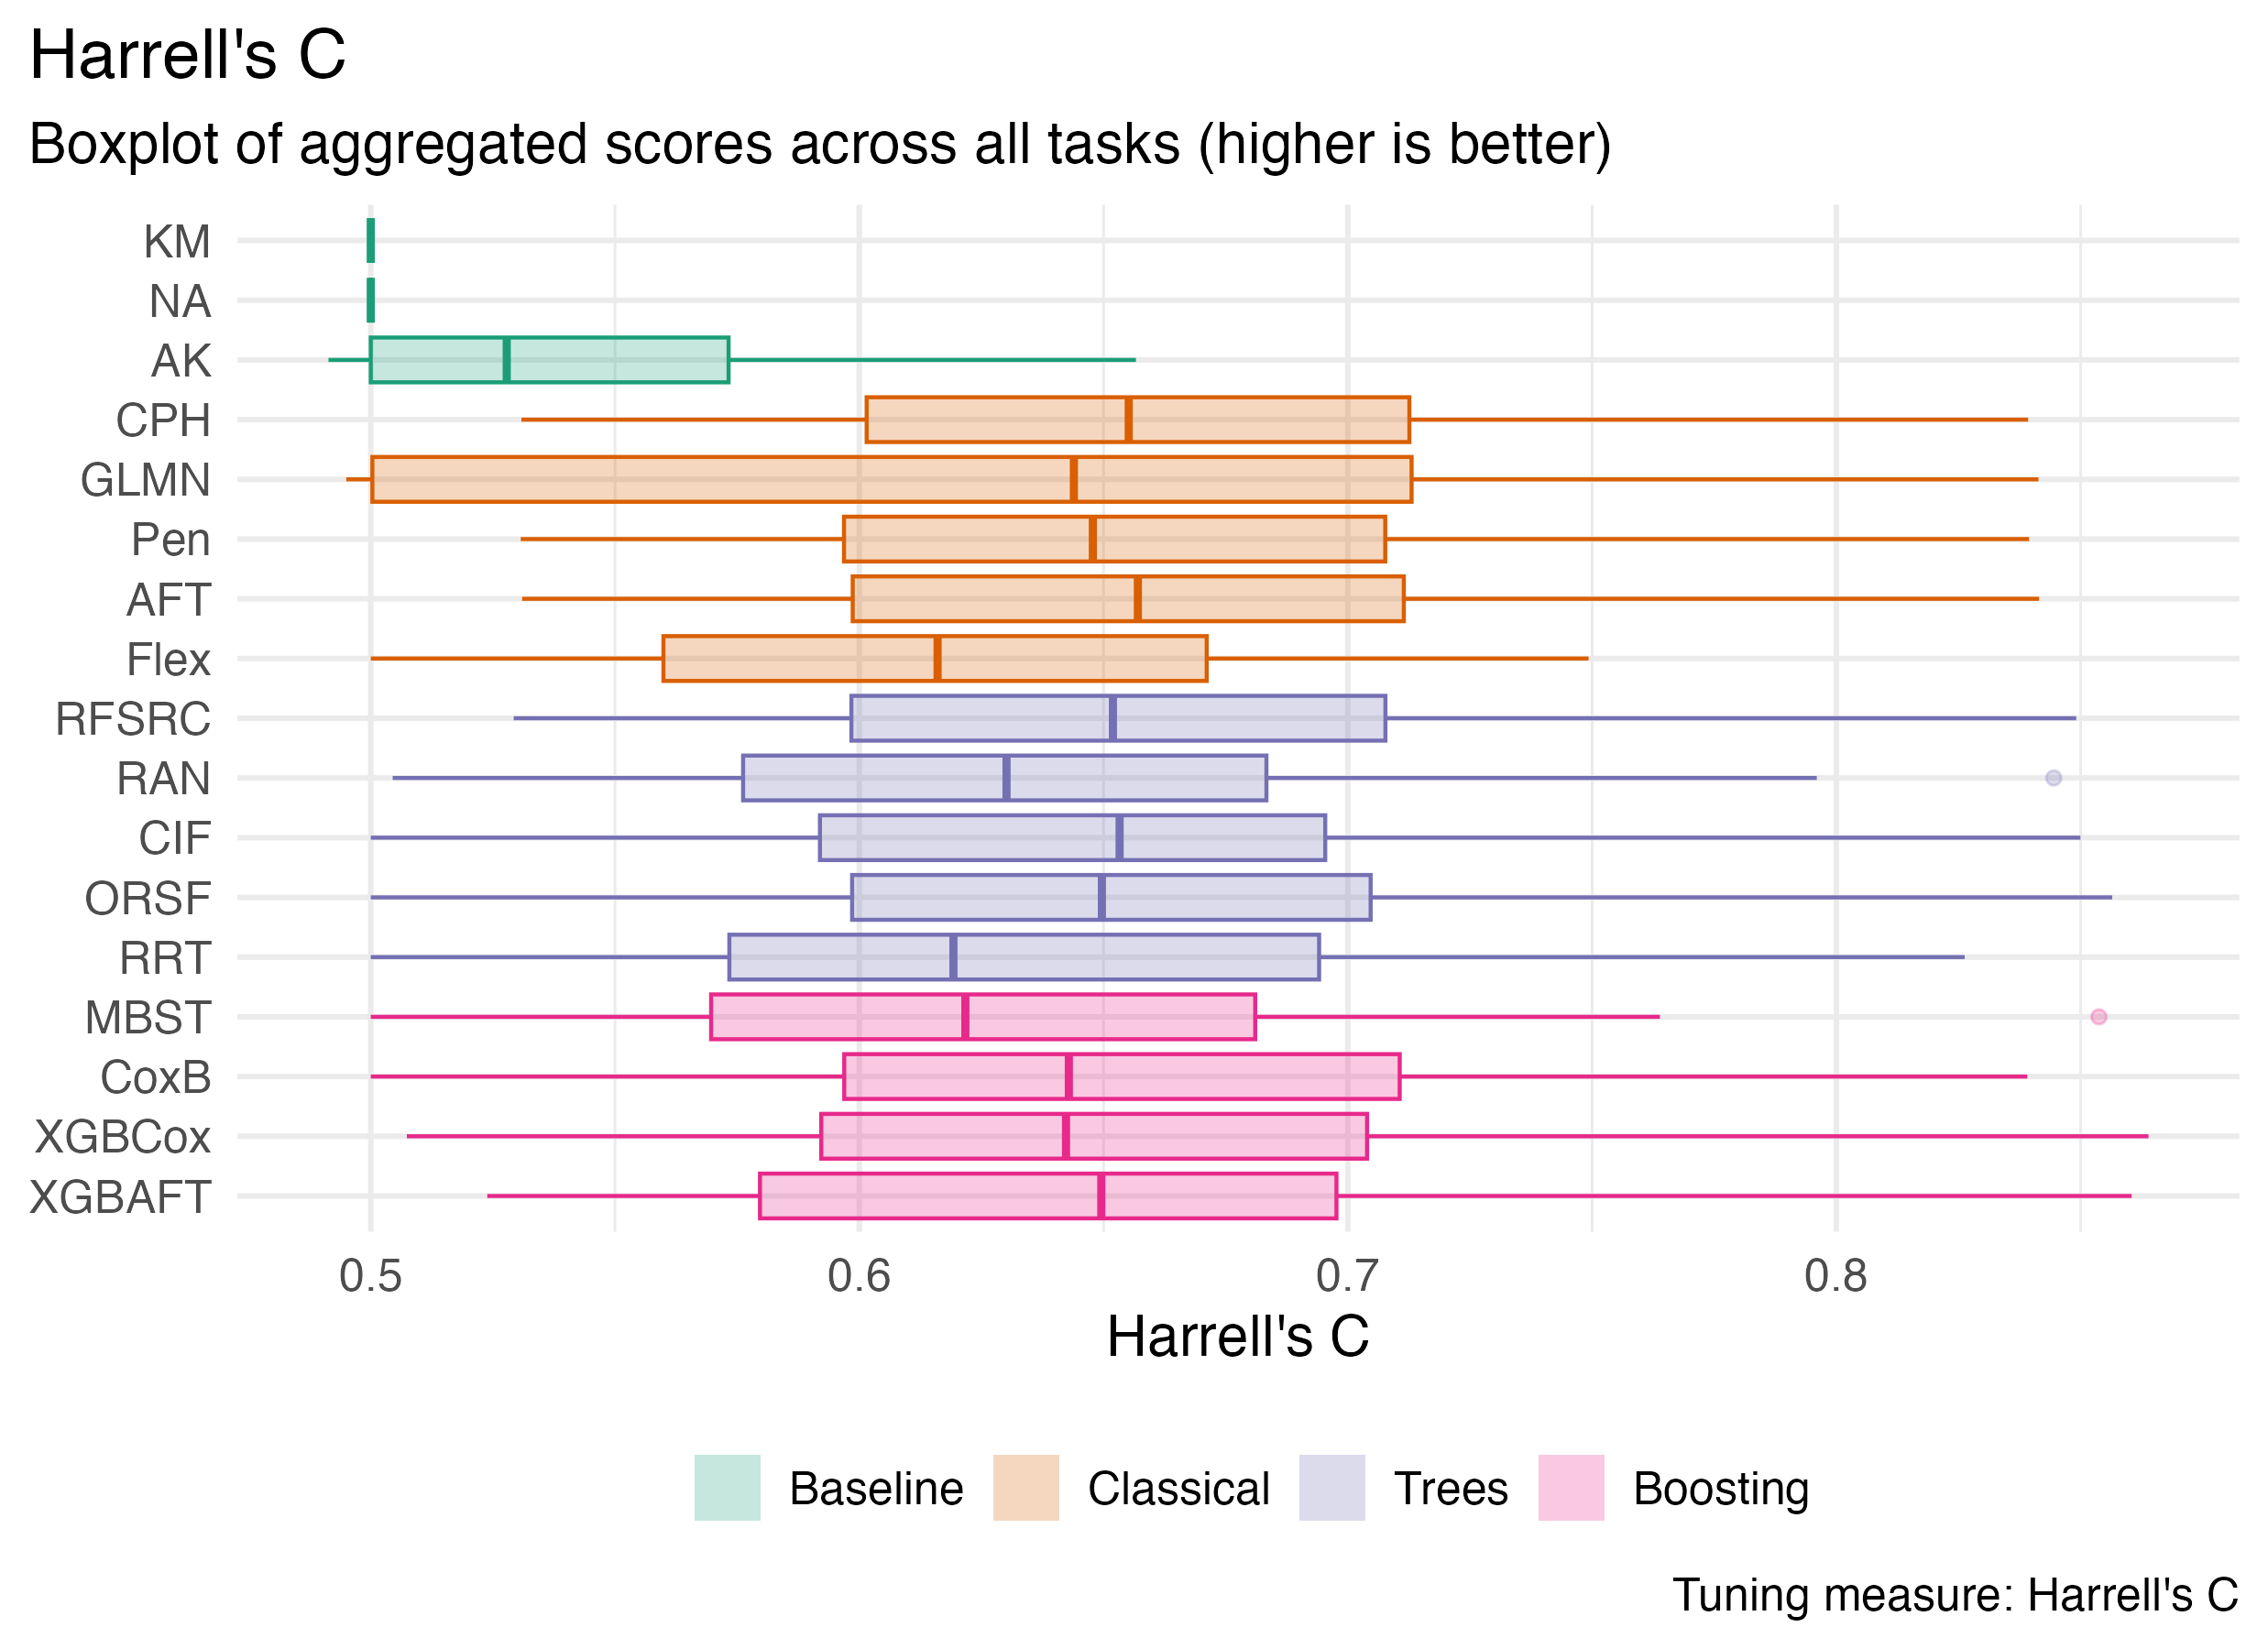 Harrell's C
Boxplot of aggregated scores across all tasks (higher is better)
KM
NA
AK
CPH
GLMN
Pen
AFT
Flex
RFSRC
RAN
CIF
ORSF
RRT
MBST
CoxB
XGBCox
XGBAFT
0.5 0.6 0.7 0.8
Harrell's C
Baseline Classical Trees Boosting
Tuning measure: Harrell's C